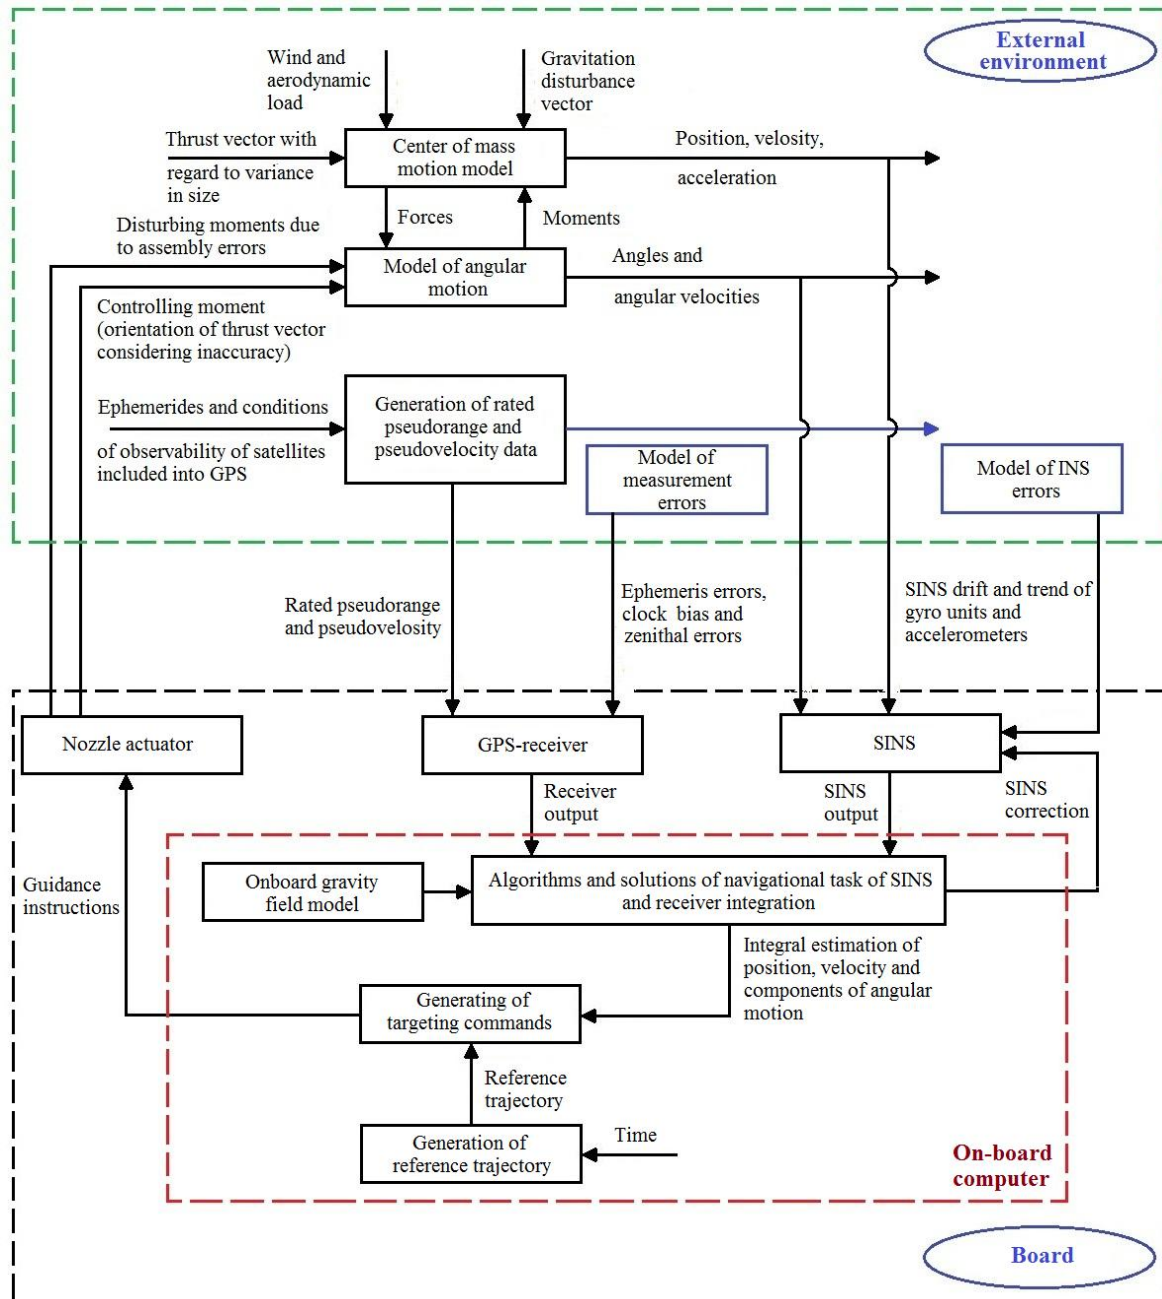 External
environment
Wind and
aerodynamic
load
Gravitation
disturbance
vector
Thrust vector with
regard to variance
in size
Center of mass
motion model
Position, velosity,
acceleration
Forces
Moments
Disturbing moments due
to assembly errors
Model of angular
motion
Angles and
angular velocities
Controlling moment
(orientation of thrust vector
considering inaccuracy)
Ephemerides and conditions
of observability of satellites
included into GPS
Generation of rated
pseudorange and
pseudovelocity data
Model of
measurement
errors
Model of INS
errors
Rated pseudorange
and pseudovelosity
Ephemeris errors,
clock bias and
zenithal errors
SINS drift and trend of
gyro units and
accelerometers
Nozzle actuator
GPS-receiver
SINS
Receiver
output
SINS
output
SINS
correction
Guidance
instructions
Onboard gravity
field model
Algorithms and solutions of navigational task of SINS
and receiver integration
Integral estimation of
position, velocity and
components of angular
motion
Generating of
targeting commands
Reference
trajectory
Generation of
reference trajectory
Time
On-board
computer
Board